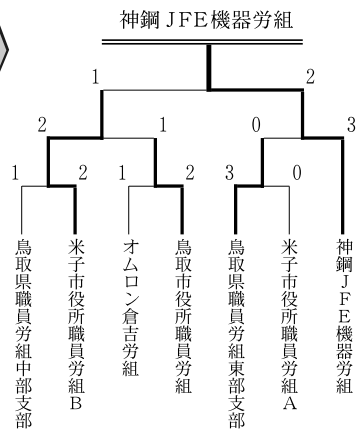 神鋼JFE機器労組
1 2
2 1 0 3
1 2 1 2 3 0
鳥取県職員労組中部支部
米子市役所職員労組B
オムロン倉吉労組
鳥取市役所職員労組
鳥取県職員労組東部支部
米子市役所職員労組A
神鋼JFE機器労組